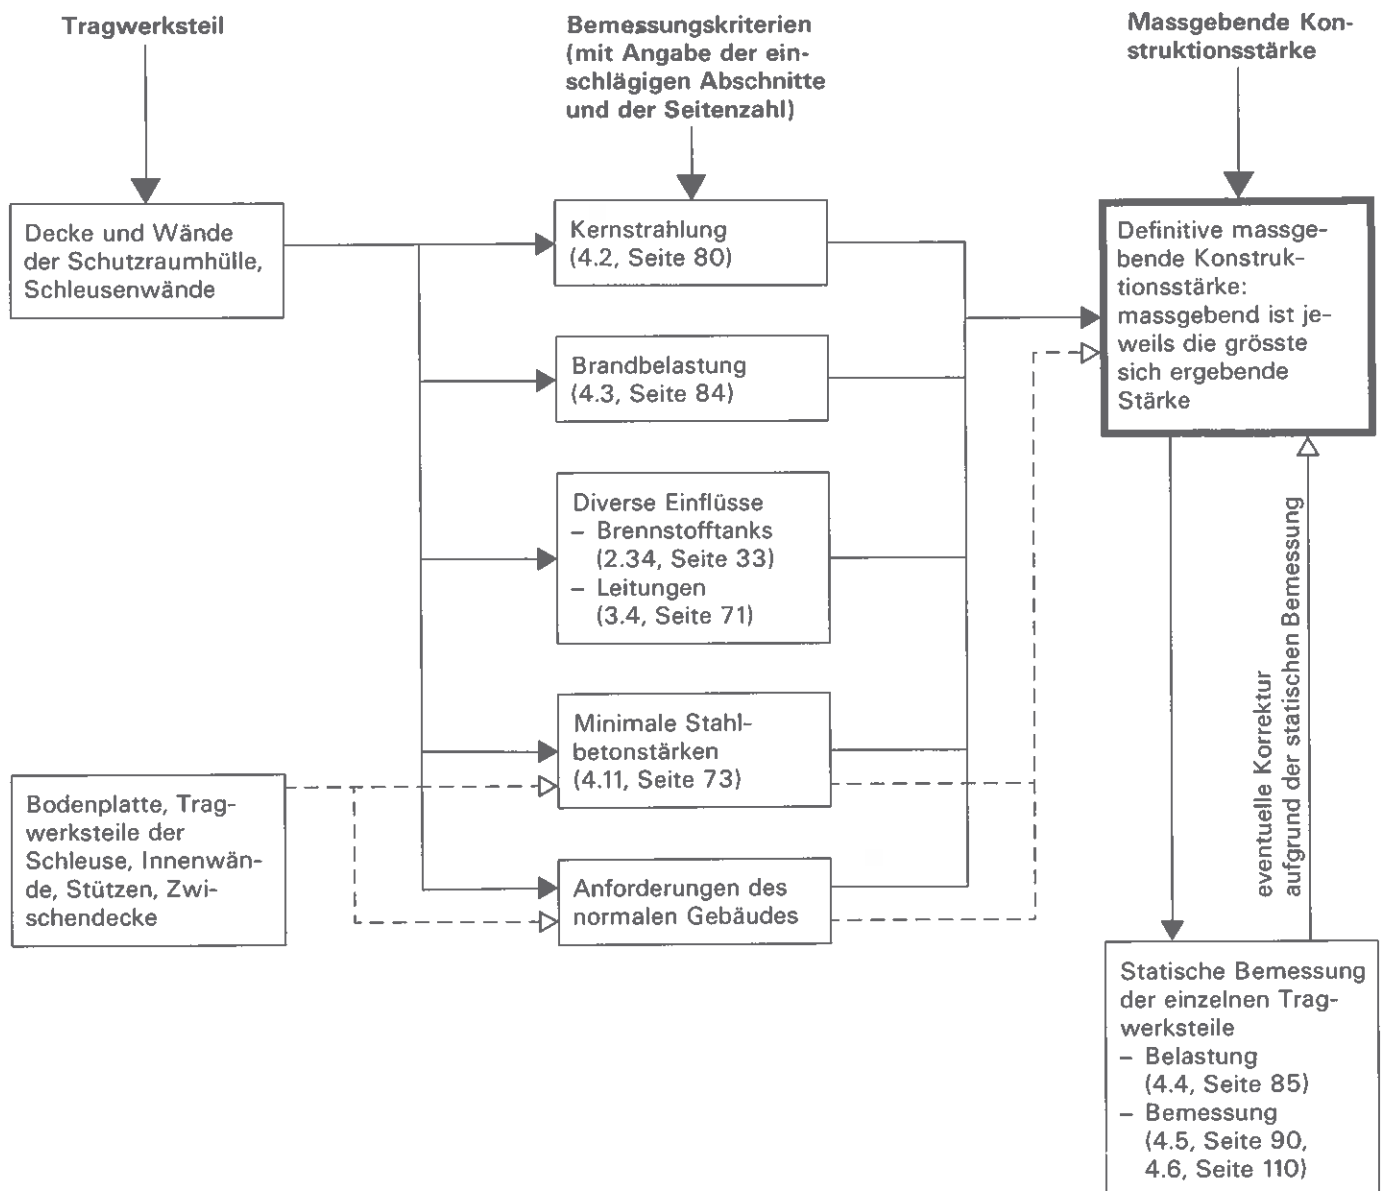 Tragwerksteil
Bemessungskriterien
(mit Angabe der ein-
schlägigen Abschnitte
und der Seitenzahl)
Massgebende Kon-
struktionsstärke
Decke und Wände
der Schutzraumhülle,
Schleusenwände
Kernstrahlung
(4.2, Seite 80)
Brandbelastung
(4.3, Seite 84)
Diverse Einflüsse
– Brennstofftanks
(2.34, Seite 33)
– Leitungen
(3.4, Seite 71)
Minimale Stahl-
betonstärken
(4.11, Seite 73)
Anforderungen des
normalen Gebäudes
Bodenplatte, Trag-
werksteile der
Schleuse, Innenwän-
de, Stützen, Zwi-
schendecke
Definitive massge-
bende Konstruk-
tionsstärke:
massgebend ist je-
weils die grösste
sich ergebende
Stärke
eventuelle Korrektur
aufgrund der statischen Bemessung
Statische Bemessung
der einzelnen Trag-
werksteile
– Belastung
(4.4, Seite 85)
– Bemessung
(4.5, Seite 90,
4.6, Seite 110)